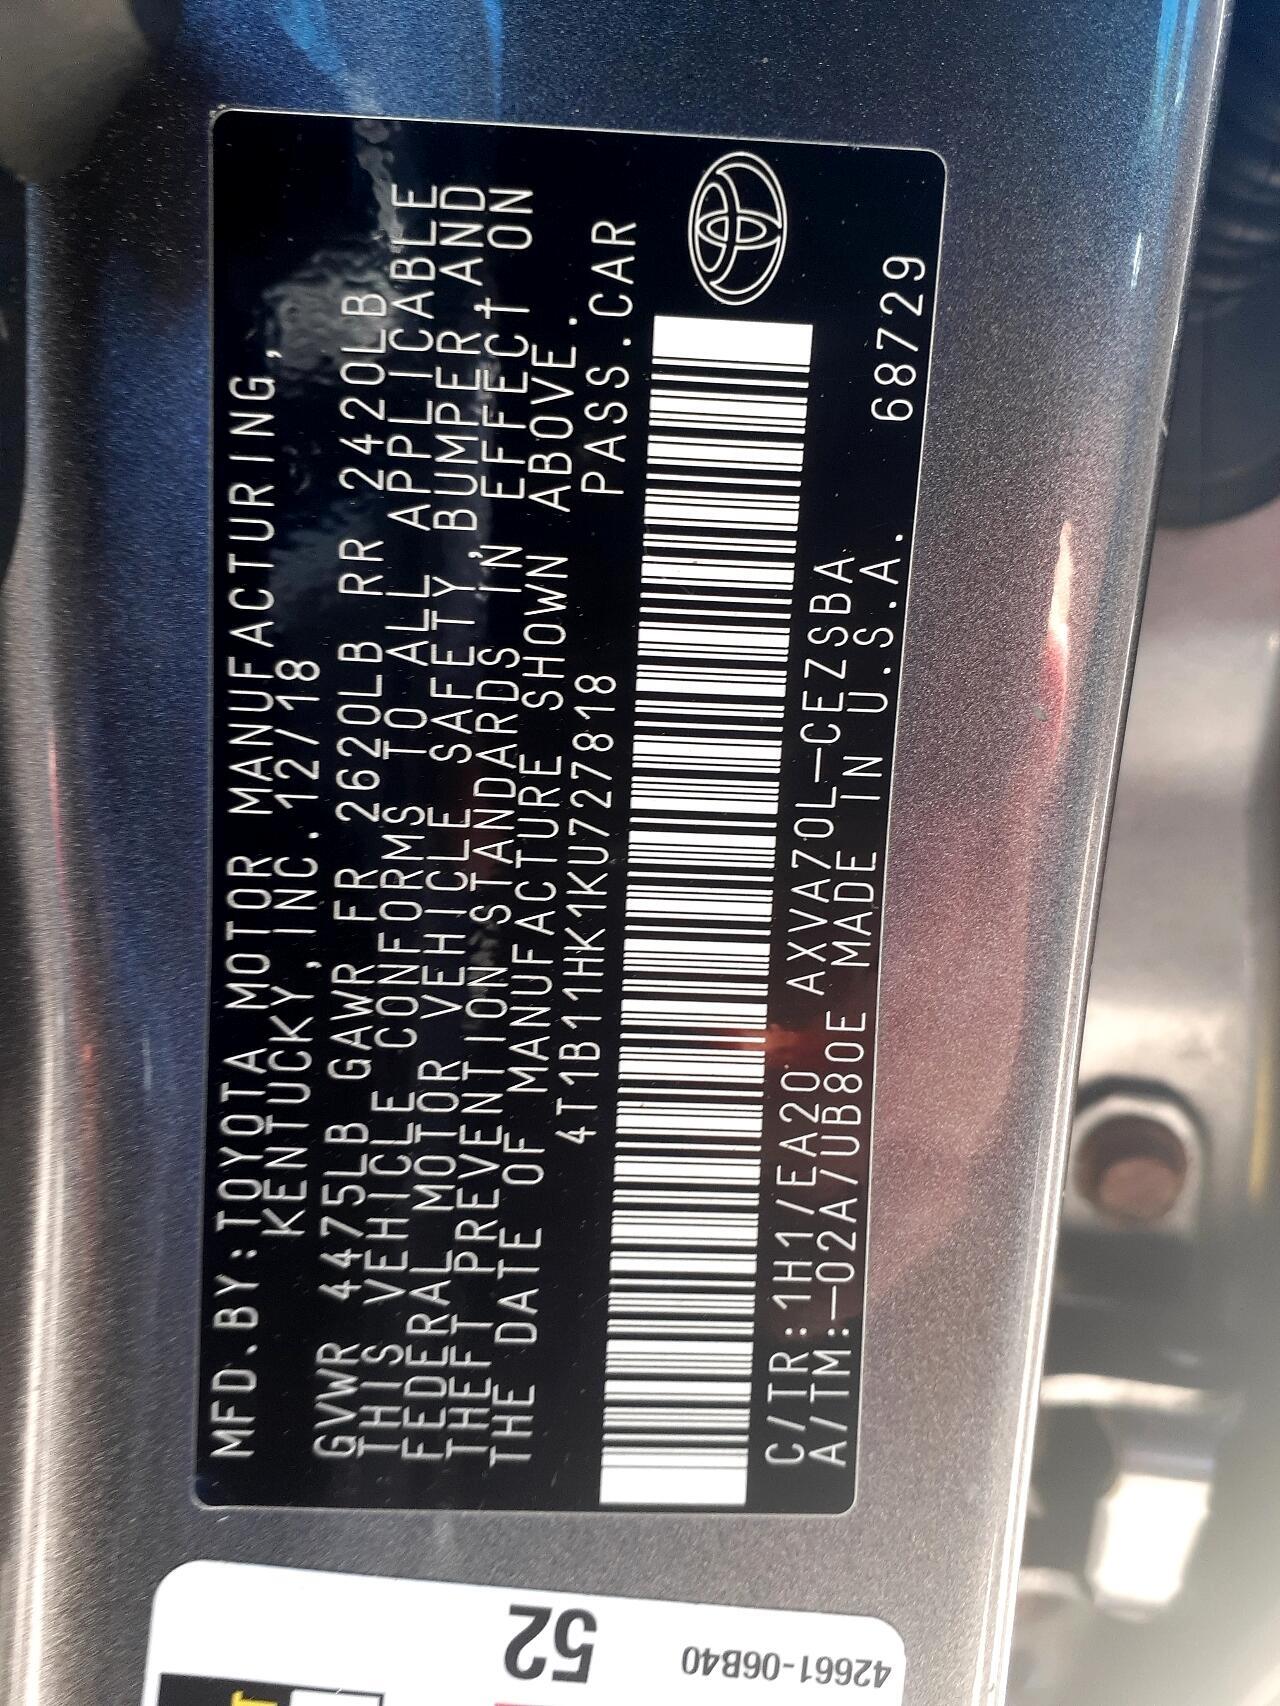 MFD.BY:TOYOTA MOTOR MANUFACTURING,
KENTUCKY,INC.12/18
GVWR 4475LB GAWR FR 2620LB RR 2420LB
THIS VEHICLE CONFORMS TO ALL APPLICABLE
FEDERAL MOTOR VEHICLE SAFETY,BUMPER,AND
THEFT PREVENTION STANDARDS IN EFFECT ON
THE DATE OF MANUFACTURE SHOWN ABOVE.
4T1B11HK1KU727818 PASS.CAR
C/TR:1H1/EA20 AXVA70L-CEZSBA
A/TM:-02A/UB80E MADE IN U.S.A. 68729
52
42661-06B40